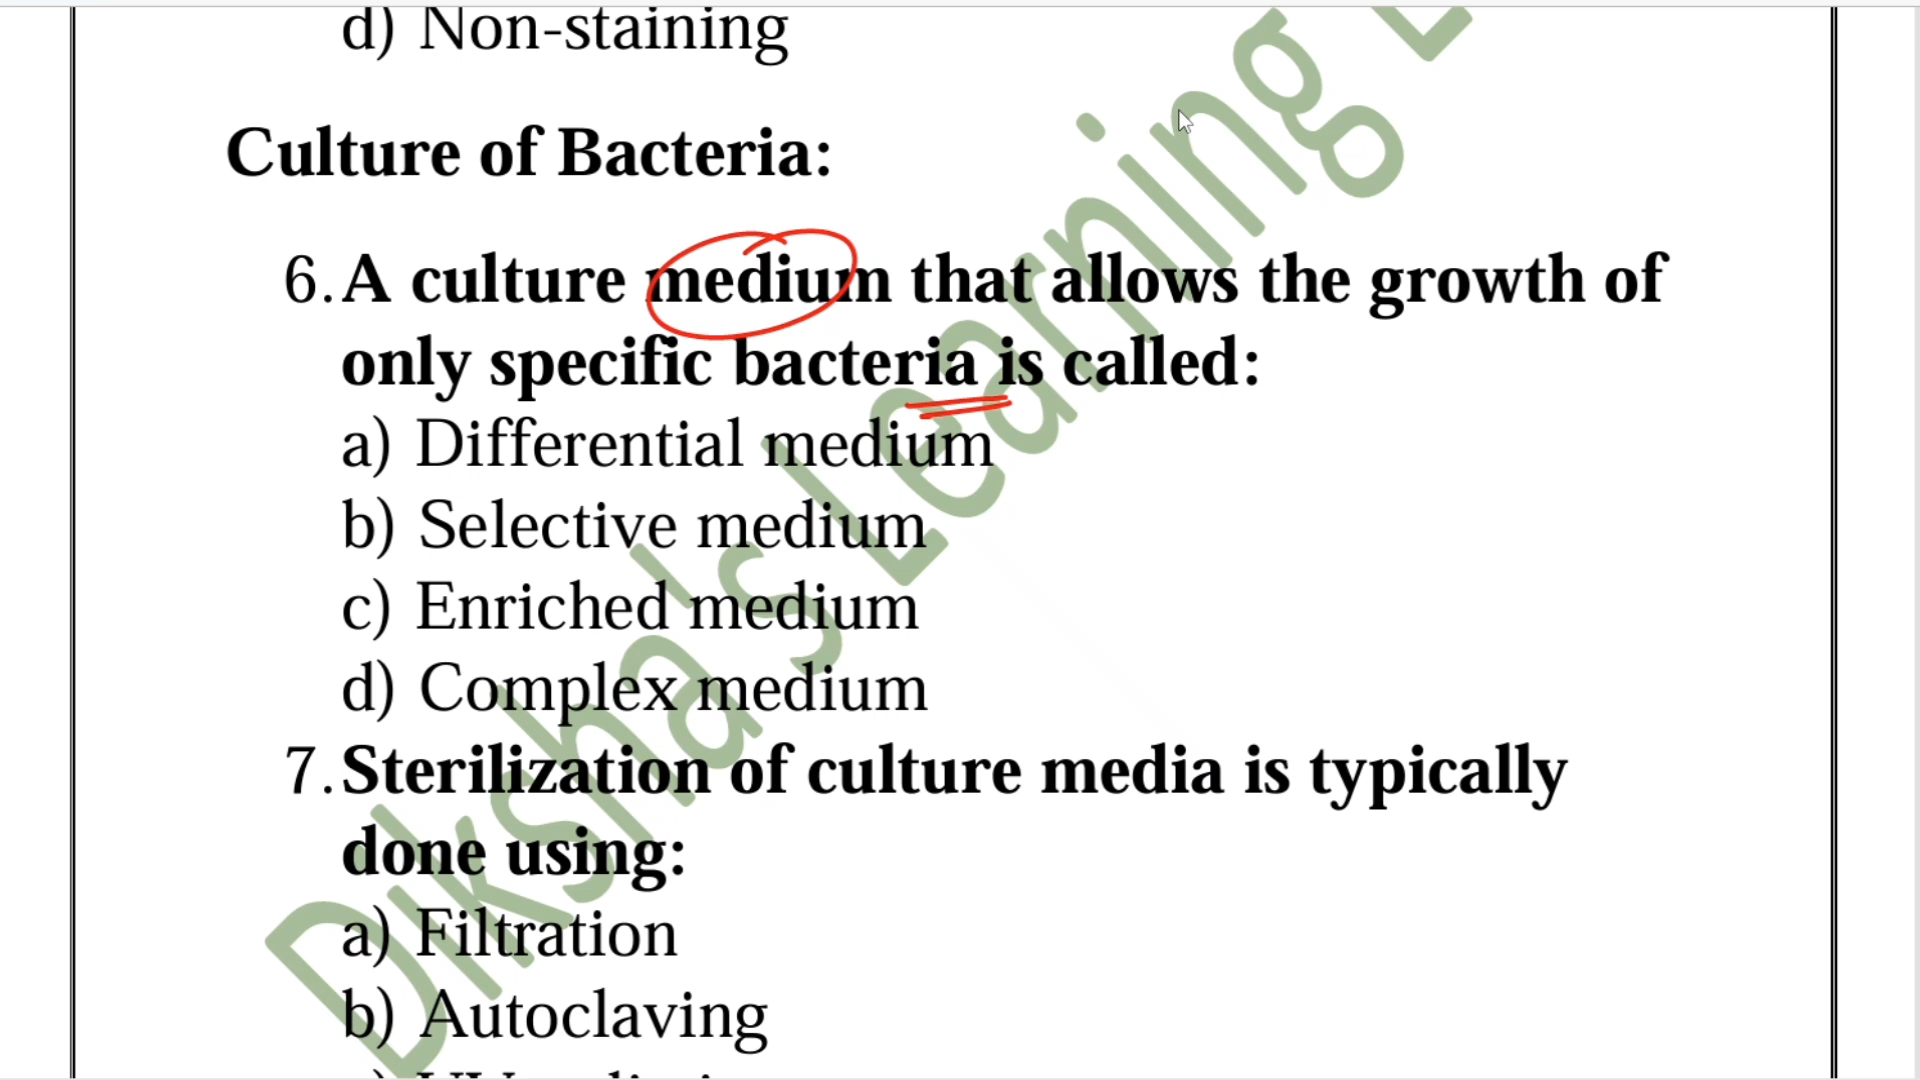 d) Non-staining
Culture of Bacteria:
6. A culture medium that allows the growth of
only specific bacteria is called:
a) Differential medium
b) Selective medium
c) Enriched medium
d) Complex medium
7. Sterilization of culture media is typically
done using:
a) Filtration
b) Autoclaving
Diksha's Learning